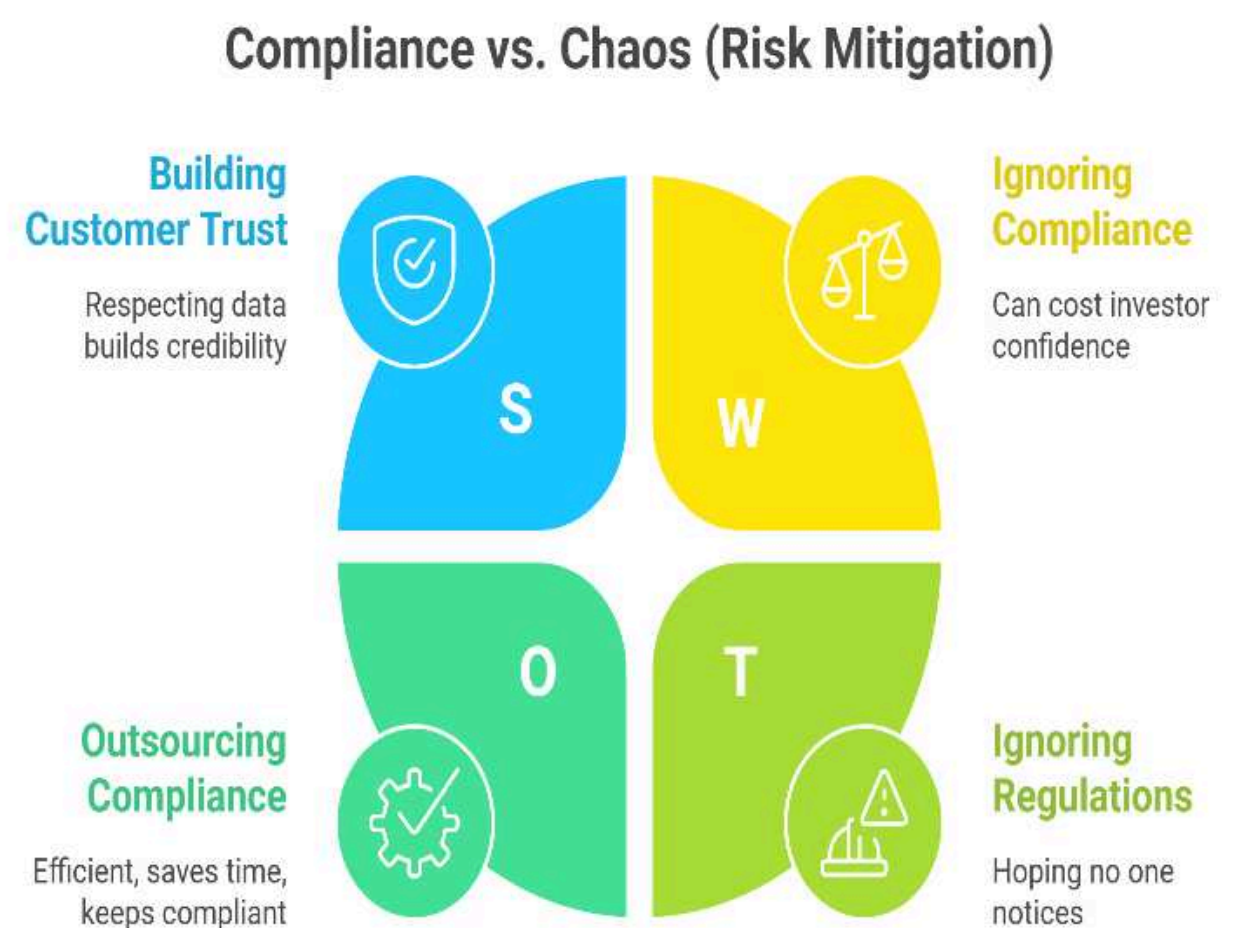 Compliance vs. Chaos (Risk Mitigation)
Building
Customer Trust
Respecting data
builds credibility
S
W
Ignoring
Compliance
Can cost investor
confidence
O
T
Outsourcing
Compliance
Efficient, saves time,
keeps compliant
Ignoring
Regulations
Hoping no one
notices